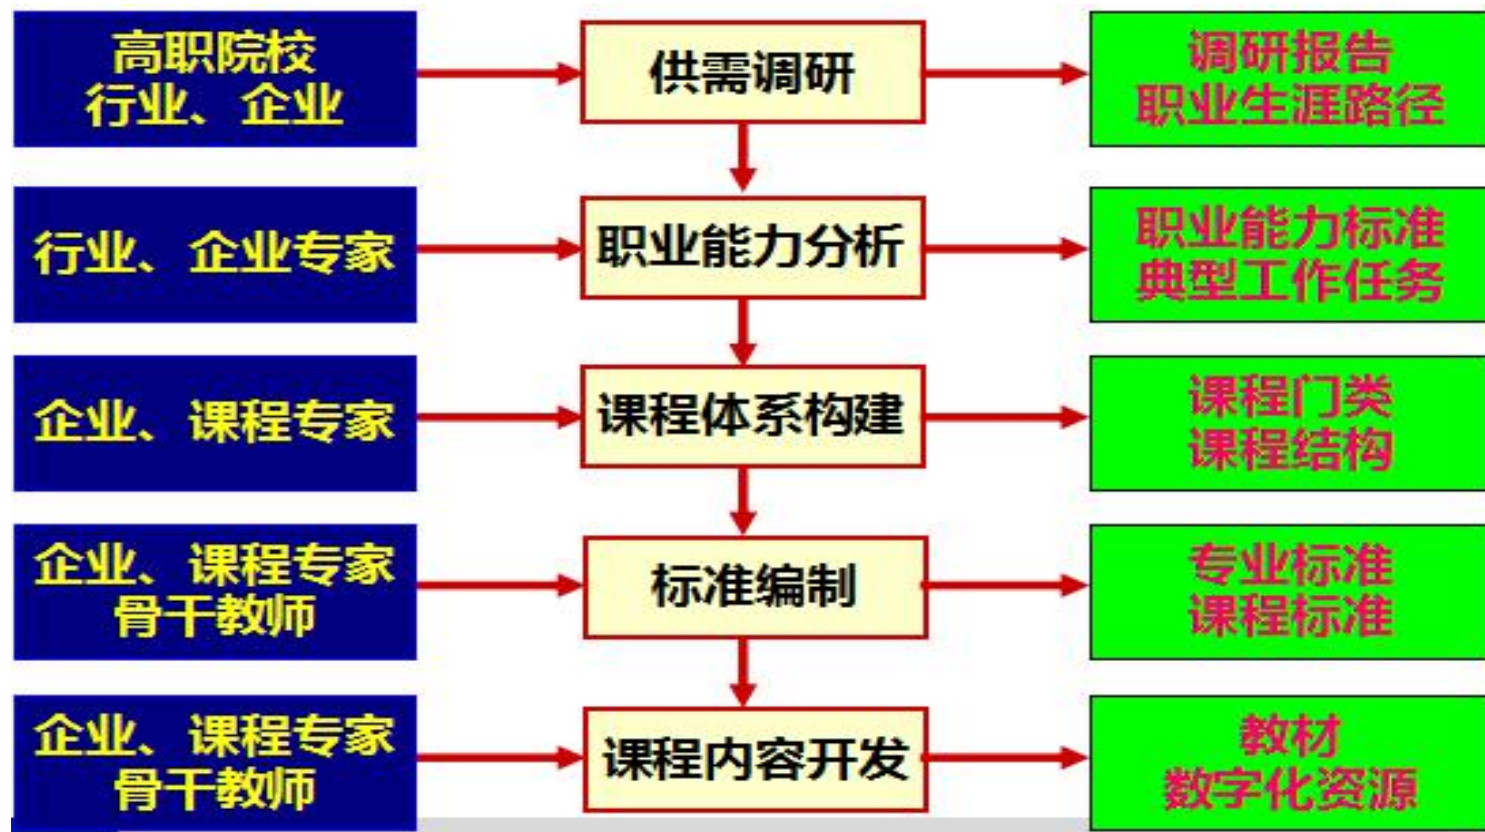 高职院校
行业、企业
供需调研
调研报告
职业生涯路径
行业、企业专家
职业能力分析
职业能力标准
典型工作任务
企业、课程专家
课程体系构建
课程门类
课程结构
企业、课程专家
骨干教师
标准编制
专业标准
课程标准
企业、课程专家
骨干教师
课程内容开发
教材
数字化资源